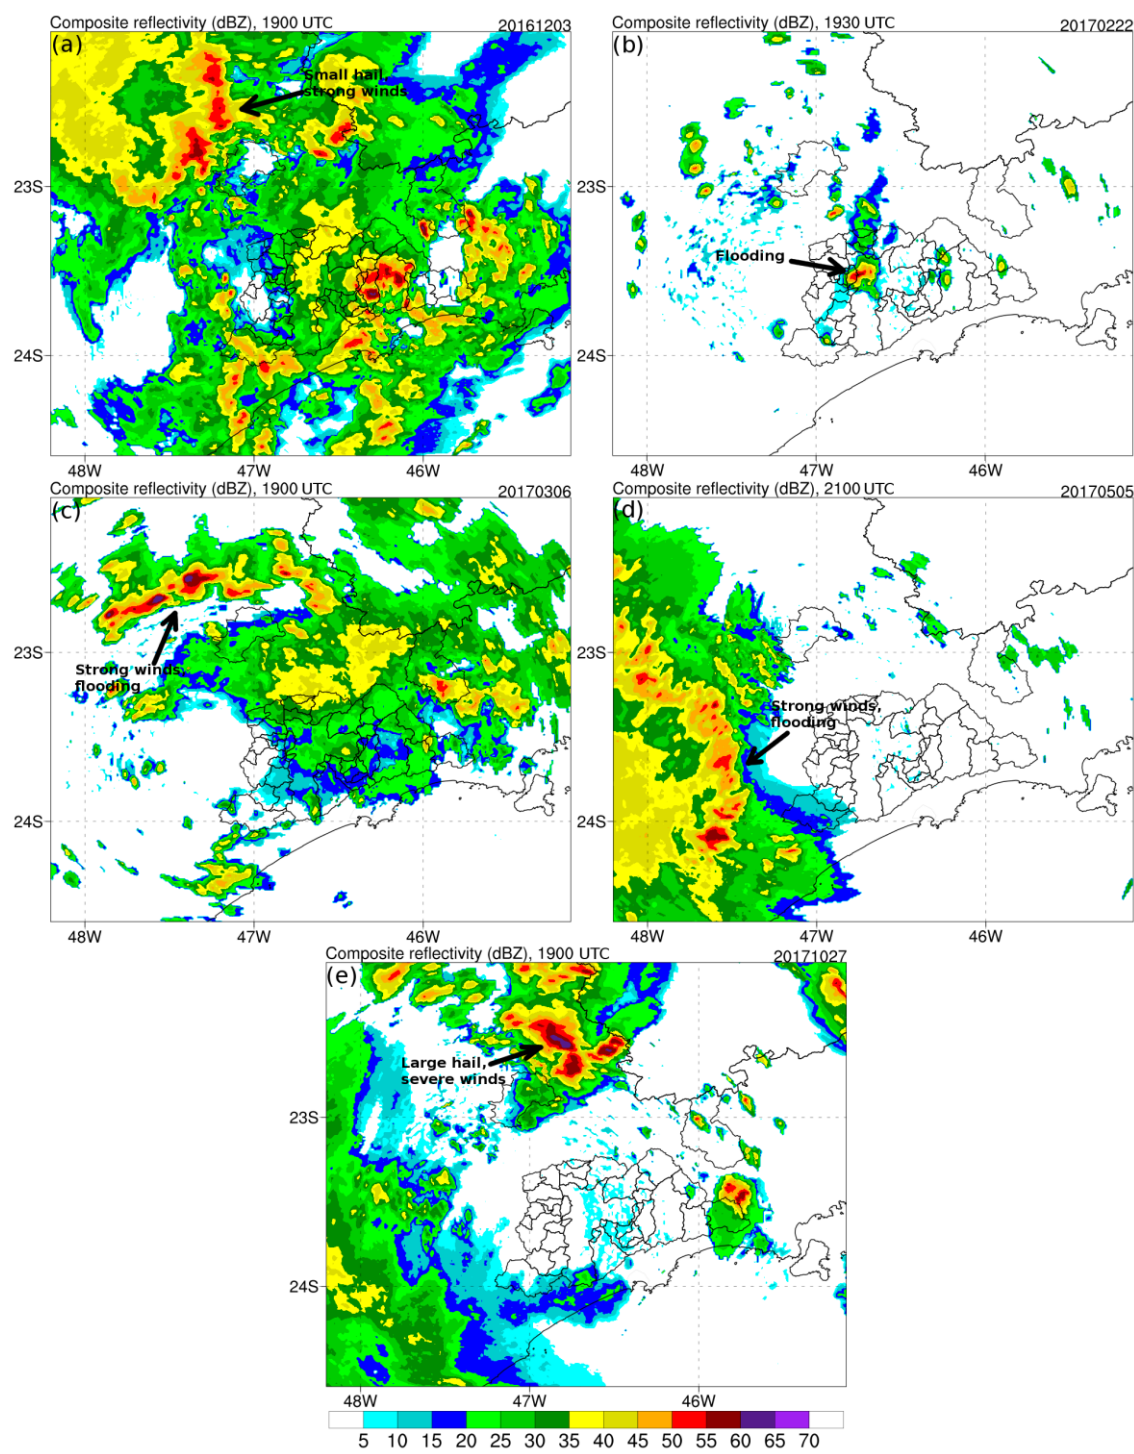 Composite reflectivity (dBZ), 1900 UTC 20161203
(a)
Small hail,
strong winds
23S
24S
48W 47W 46W
Composite reflectivity (dBZ), 1930 UTC 20170222
(b)
23S
Flooding
24S
48W 47W 46W
Composite reflectivity (dBZ), 1900 UTC 20170306
(c)
23S
Strong winds,
flooding
24S
48W 47W 46W
Composite reflectivity (dBZ), 2100 UTC 20170505
(d)
23S
Strong winds,
flooding
24S
48W 47W 46W
Composite reflectivity (dBZ), 1900 UTC 20171027
(e)
Large hail,
severe winds
23S
24S
48W 47W 46W
5 10 15 20 25 30 35 40 45 50 55 60 65 70